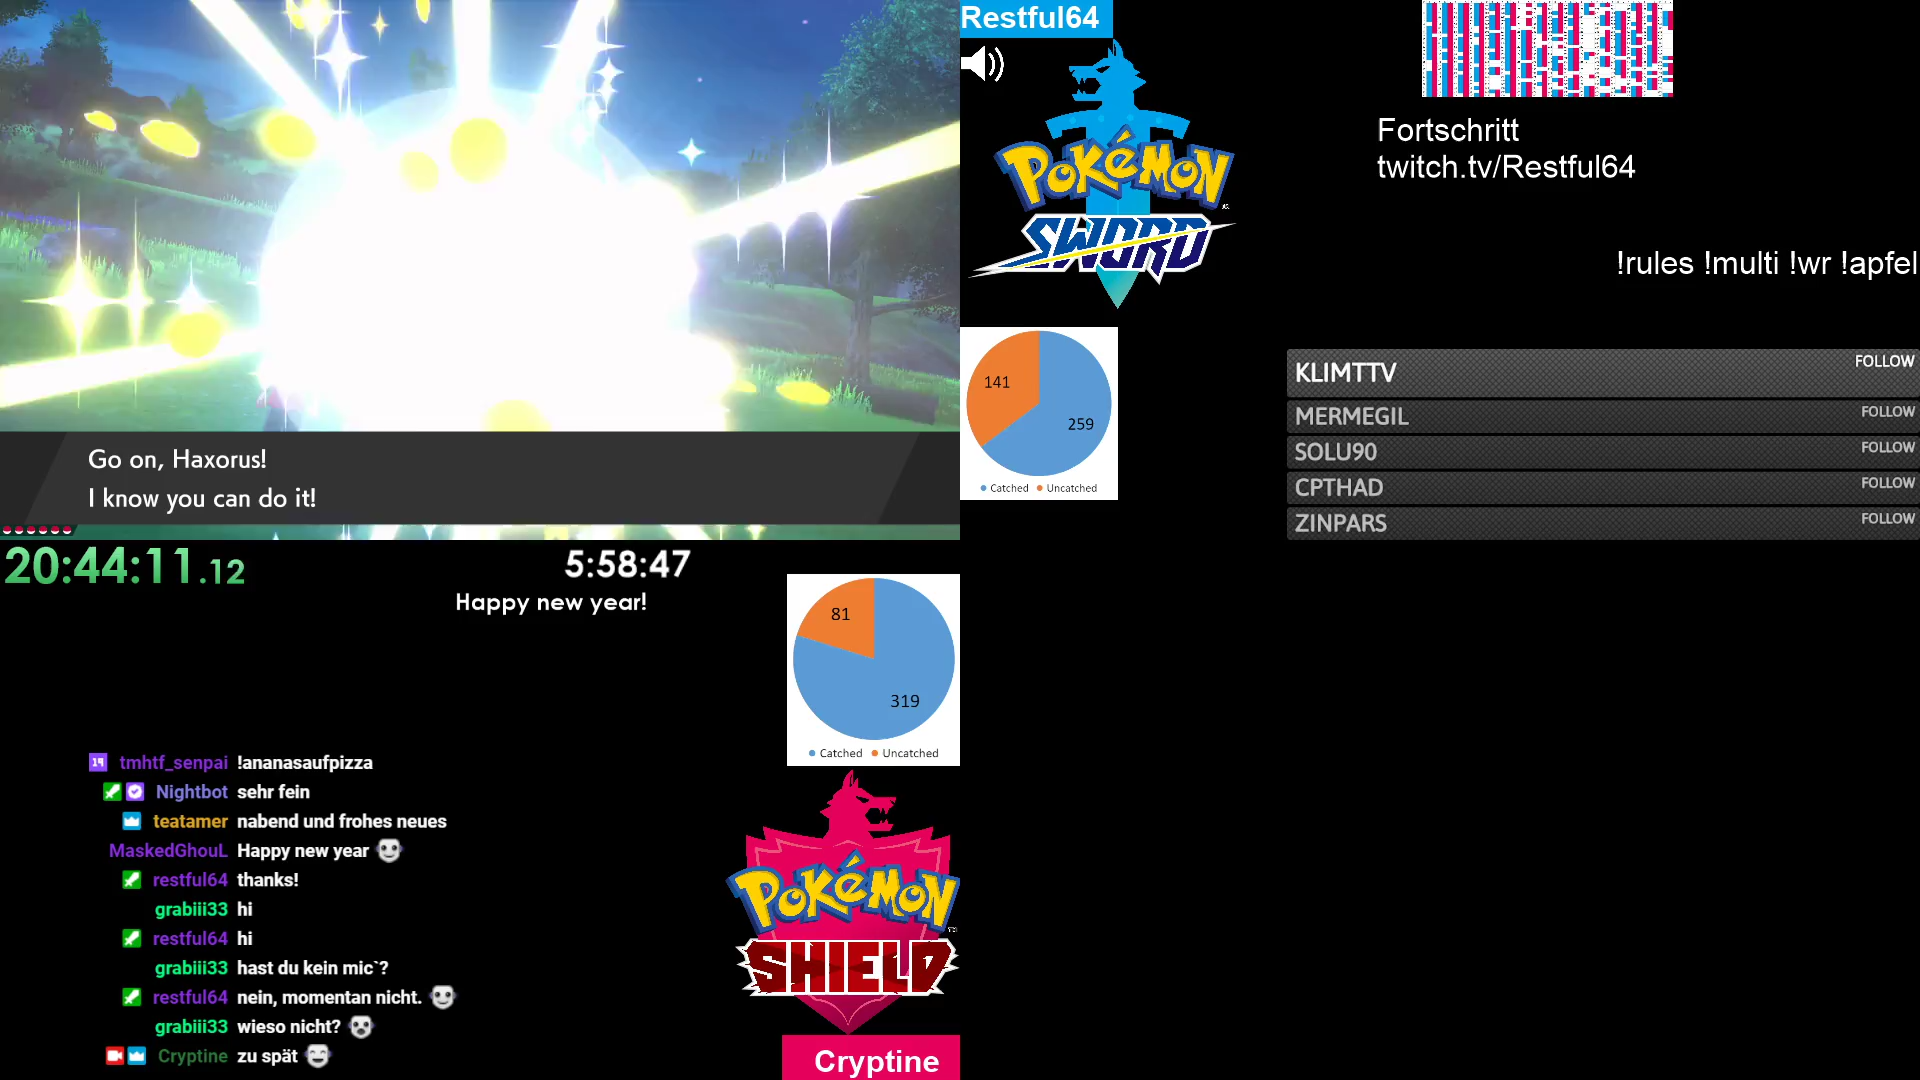 Restful64
POKéMON
SWORD
Fortschritt
twitch.tv/Restful64
!rules !multi !wr !apfel
141
259
Catched Uncatched
KLIMTTV FOLLOW
MERMEGIL FOLLOW
SOLU90 FOLLOW
CPTHAD FOLLOW
ZINPARS FOLLOW
Go on, Haxorus!
I know you can do it!
20:44:11.12
5:58:47
Happy new year!
81
319
Catched Uncatched
19 tmhtf_senpai !ananasaufpizza
Nightbot sehr fein
teatamer nabend und frohes neues
MaskedGhouL Happy new year
restful64 thanks!
grabiii33 hi
restful64 hi
grabiii33 hast du kein mic`?
restful64 nein, momentan nicht.
grabiii33 wieso nicht?
Cryptine zu spät
POKéMON
SHIELD
Cryptine